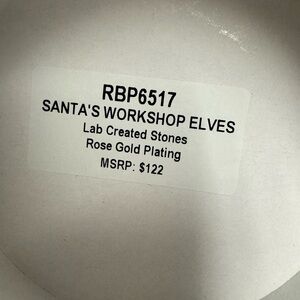 RBP6517
SANTA'S WORKSHOP ELVES
Lab Created Stones
Rose Gold Plating
MSRP: $122